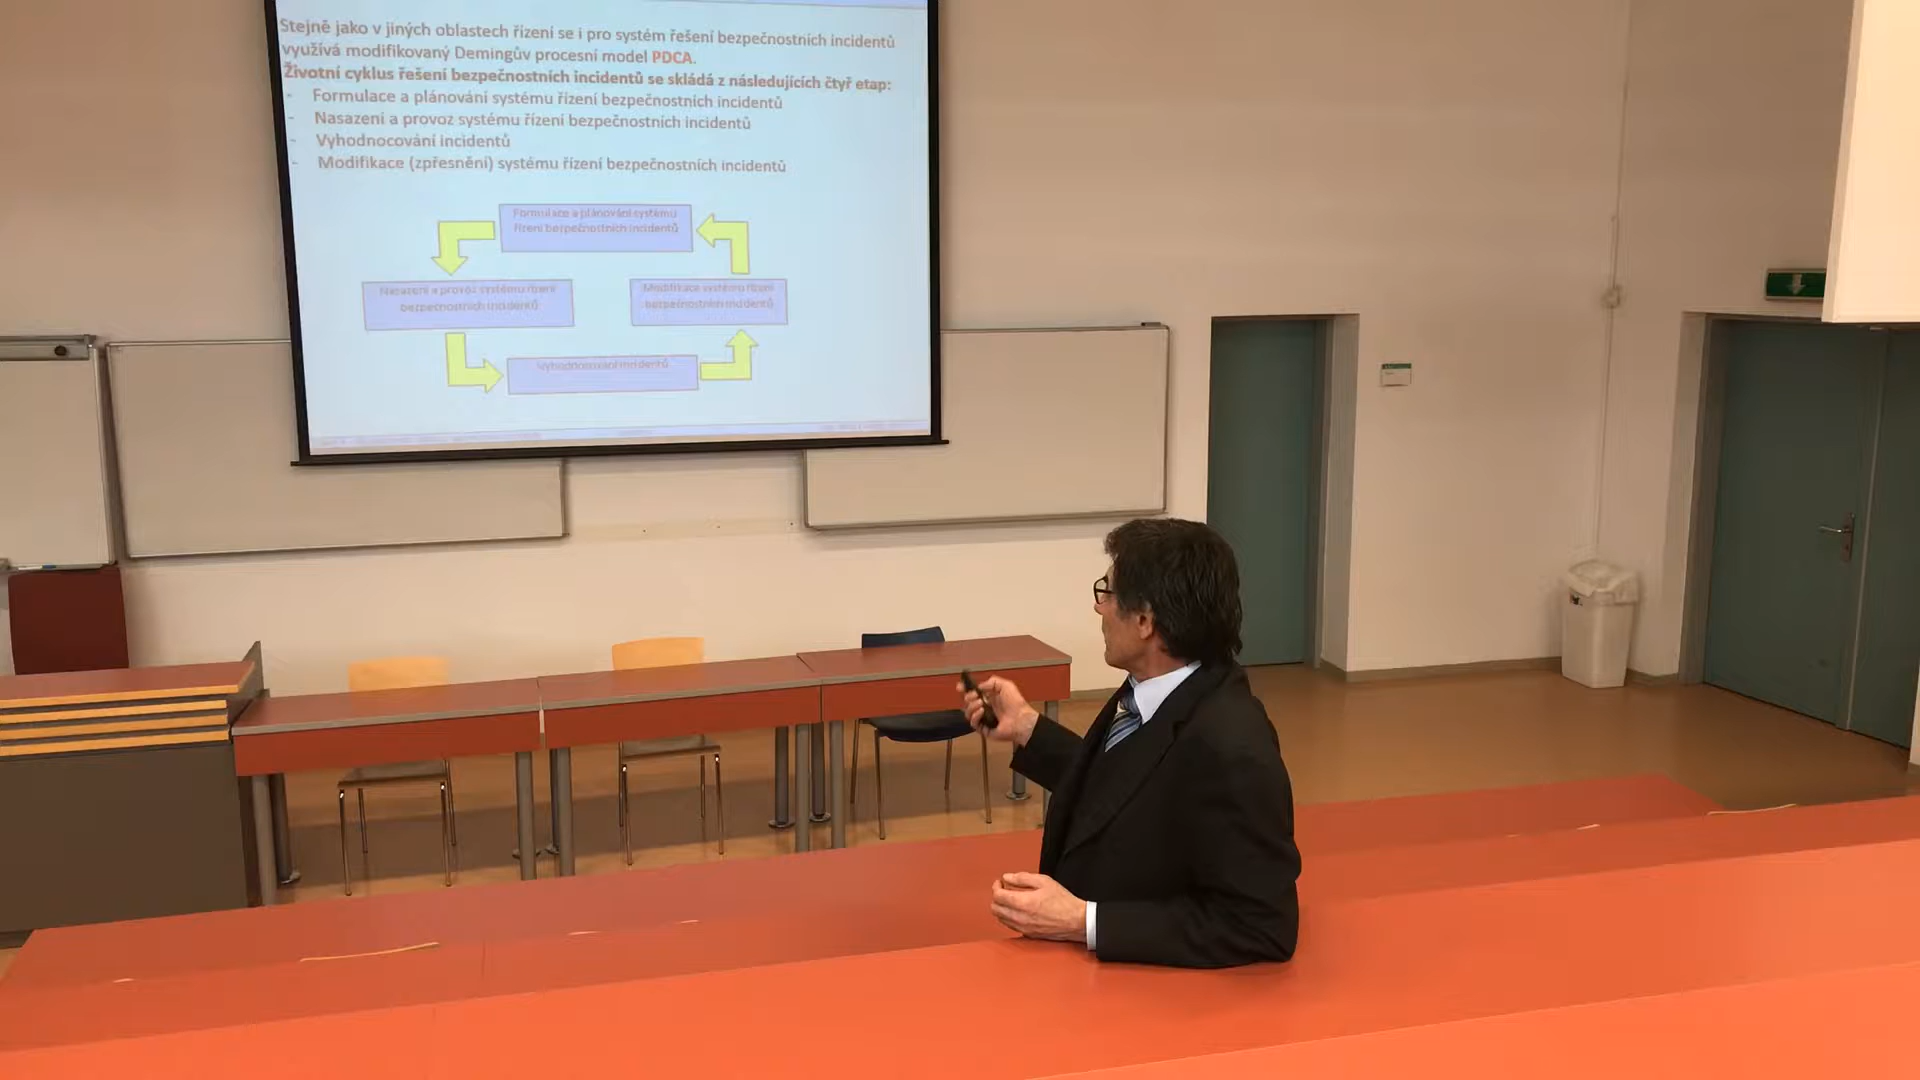 Stejně jako v jiných oblastech řízení se i pro systém řešení bezpečnostních incidentů
využívá modifikovaný Demingův procesní model PDCA.
Životní cyklus řešení bezpečnostních incidentů se skládá z následujících čtyř etap:
- Formulace a plánování systému řízení bezpečnostních incidentů
- Nasazení a provoz systému řízení bezpečnostních incidentů
- Vyhodnocování incidentů
- Modifikace (zpřesnění) systému řízení bezpečnostních incidentů
Formulace a plánování systému
řízení bezpečnostních incidentů
Nasazení a provoz systému řízení
bezpečnostních incidentů
Modifikace systému řízení
bezpečnostních incidentů
Vyhodnocování incidentů